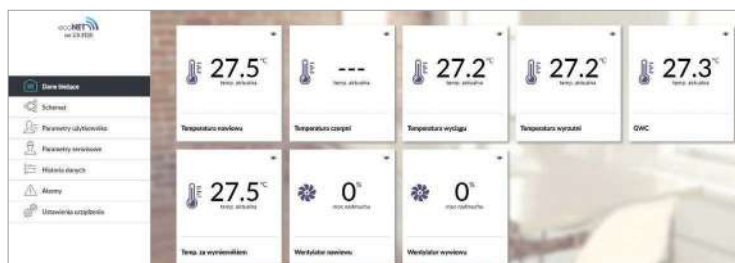 ecoNET
Dane bieżące
Schemat
Parametry użytkownika
Parametry serwisowe
Historia danych
Alarmy
Ustawienia urządzenia
27.5°C
temp. aktualna
Temperatura nawiewu
---
temp. aktualna
Temperatura czerpni
27.2°C
temp. aktualna
Temperatura wyciągu
27.2°C
temp. aktualna
Temperatura wyrzutni
27.3°C
temp. aktualna
GWC
27.5°C
temp. aktualna
Temp. za wymiennikiem
0%
moc nadmuchu
Wentylator nawiewu
0%
moc nadmuchu
Wentylator wywiewu